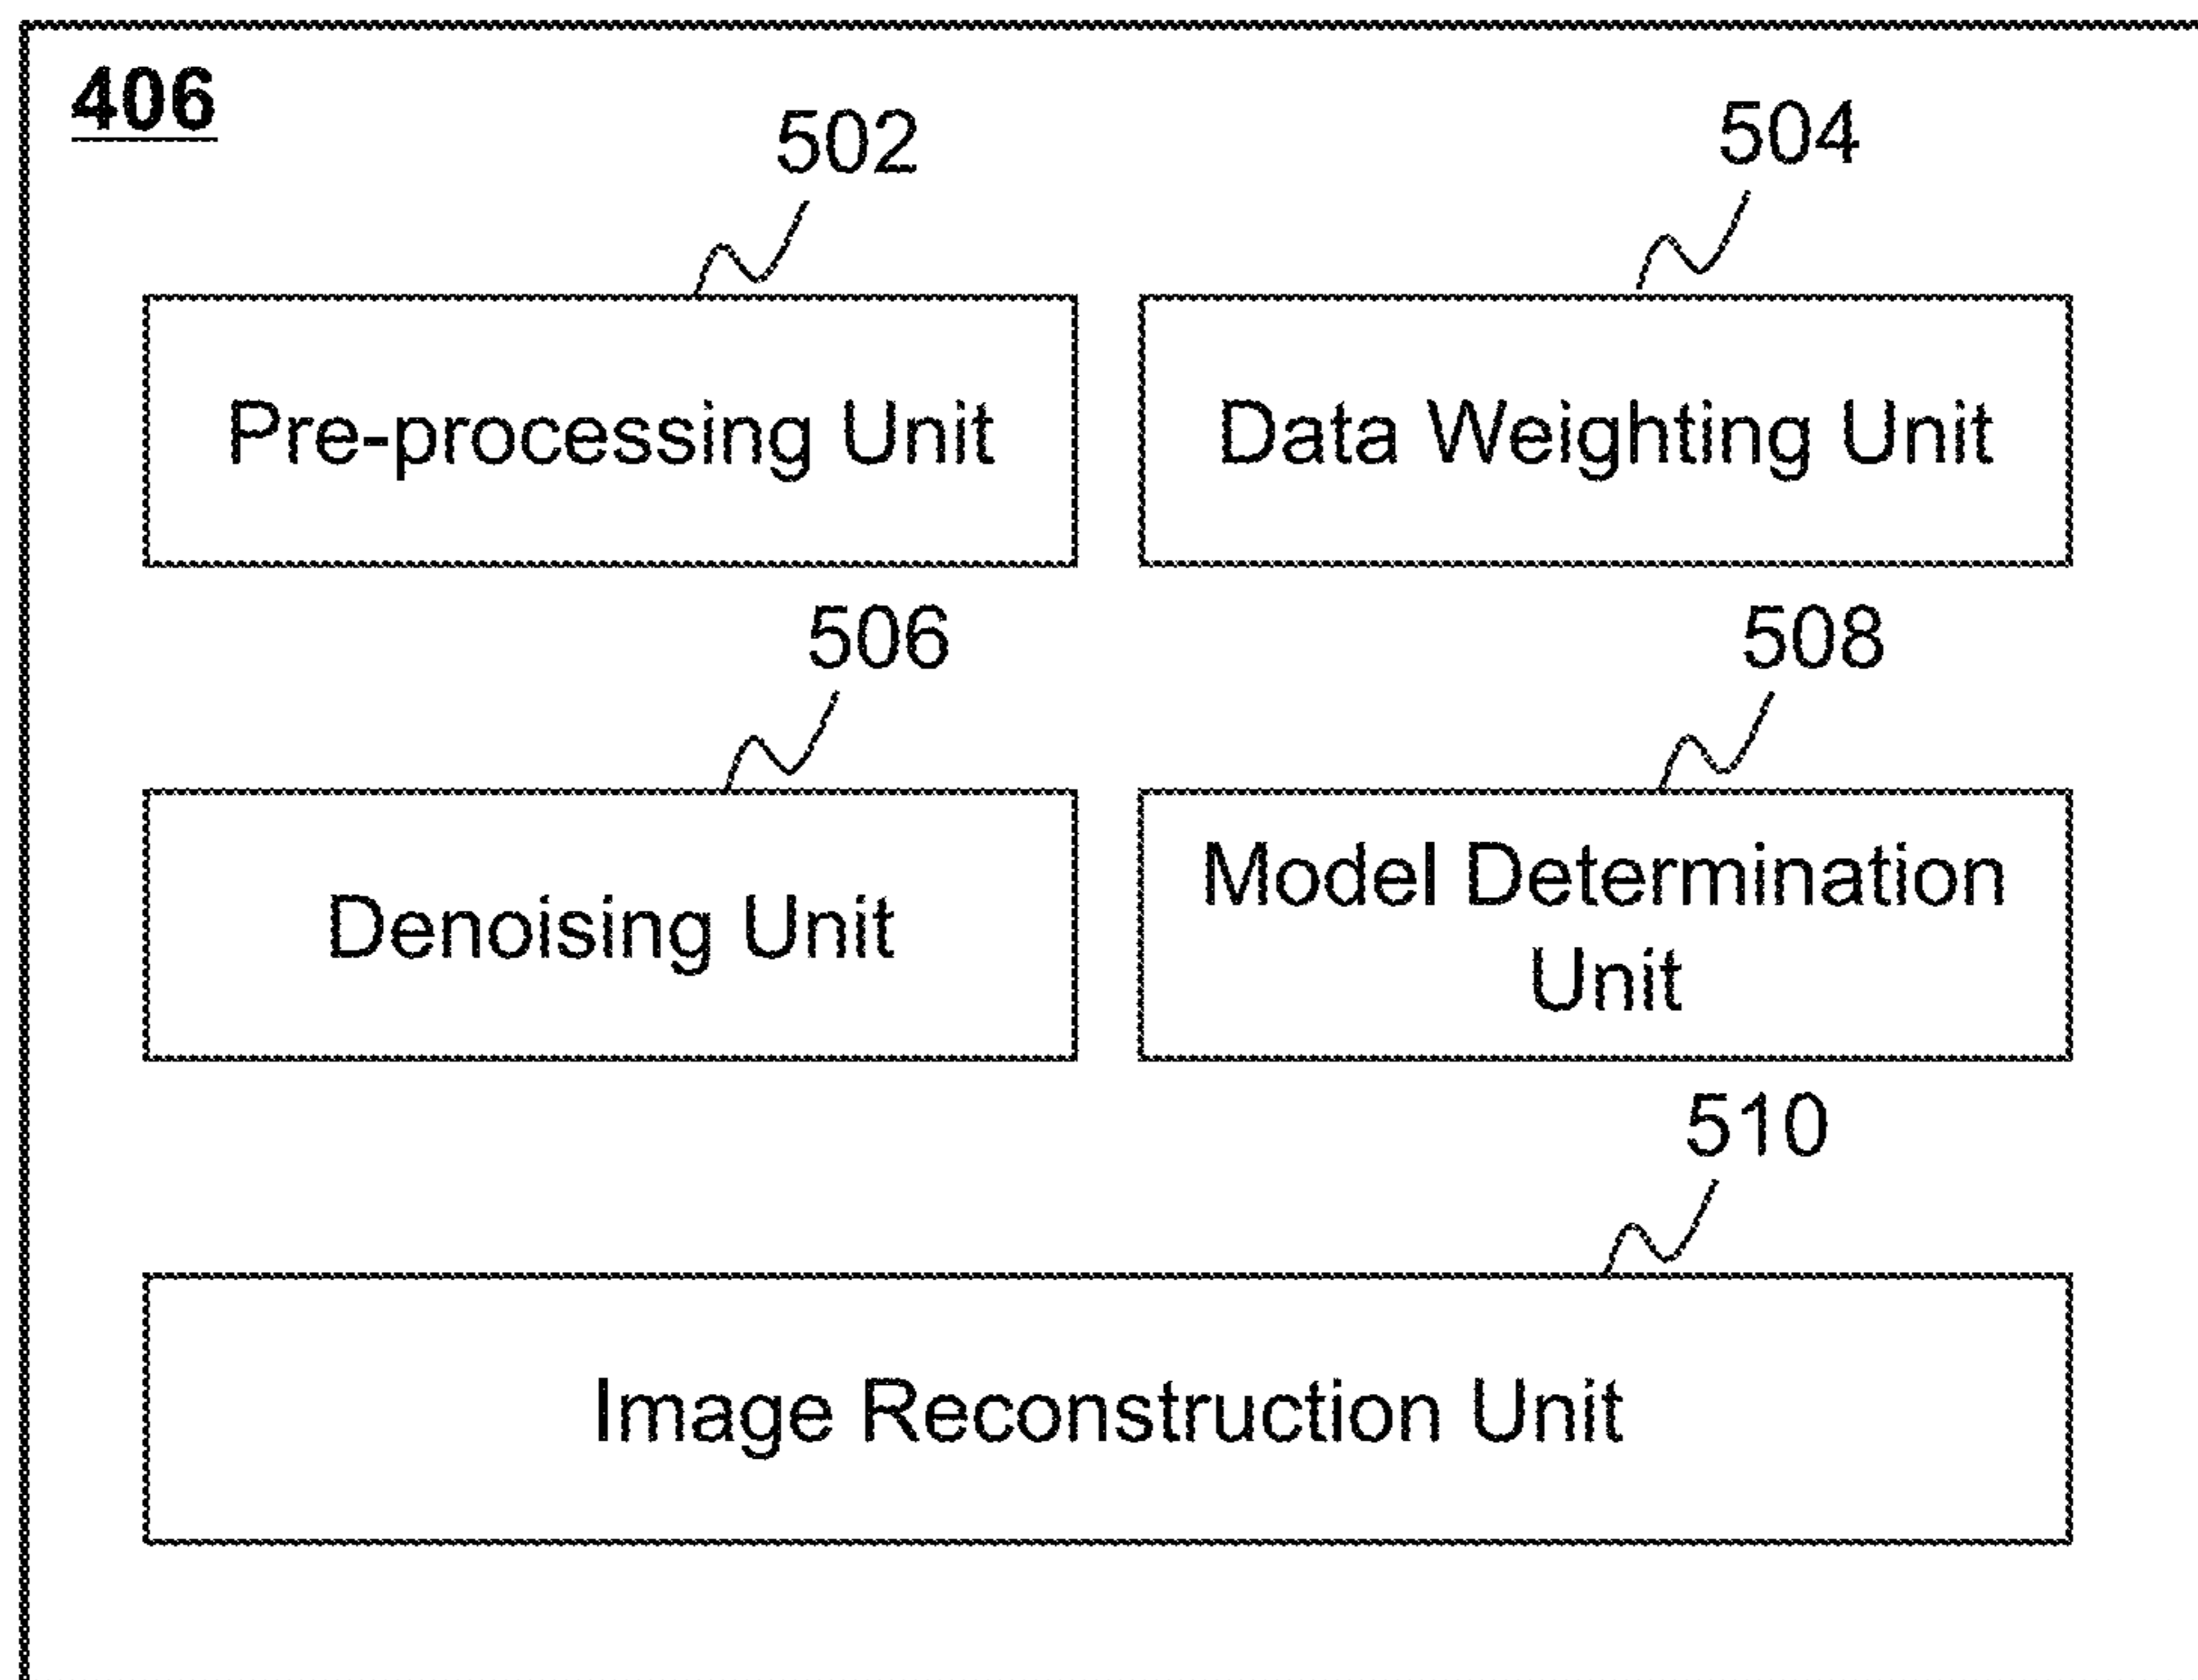 406
502
504
Pre-processing Unit
Data Weighting Unit
506
508
Denoising Unit
Model Determination
Unit
510
Image Reconstruction Unit